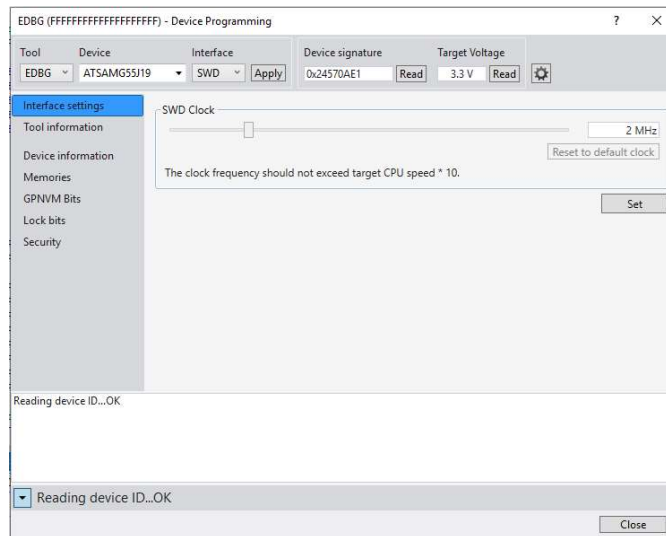 EDBG (FFFFFFFFFFFFFFFFFFFF) - Device Programming ? X
Tool Device Interface Device signature Target Voltage
EDBG ATSAMG55J19 SWD Apply 0x24570AE1 Read 3.3 V Read
Interface settings
Tool information
Device information
Memories
GPNVM Bits
Lock bits
Security
SWD Clock
2 MHz
Reset to default clock
The clock frequency should not exceed target CPU speed * 10.
Set
Reading device ID...OK
Reading device ID...OK
Close